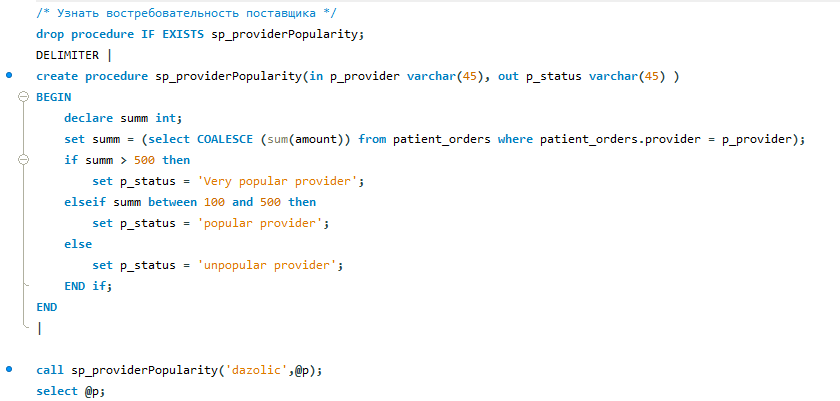 /* Узнать востребовательность поставщика */
drop procedure IF EXISTS sp_providerPopularity;
DELIMITER |
create procedure sp_providerPopularity(in p_provider varchar(45), out p_status varchar(45) )
BEGIN
    declare summ int;
    set summ = (select COALESCE (sum(amount)) from patient_orders where patient_orders.provider = p_provider);
    if summ > 500 then
        set p_status = 'Very popular provider';
    elseif summ between 100 and 500 then
        set p_status = 'popular provider';
    else
        set p_status = 'unpopular provider';
    END if;
END
|
call sp_providerPopularity('dazolic',@p);
select @p;